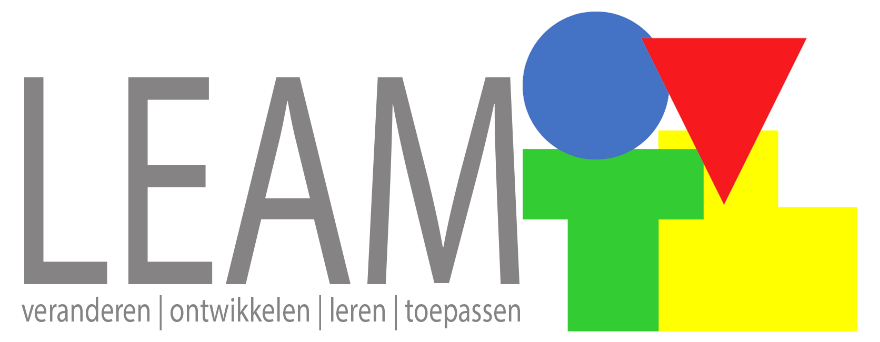 LEAM
veranderen | ontwikkelen | leren | toepassen